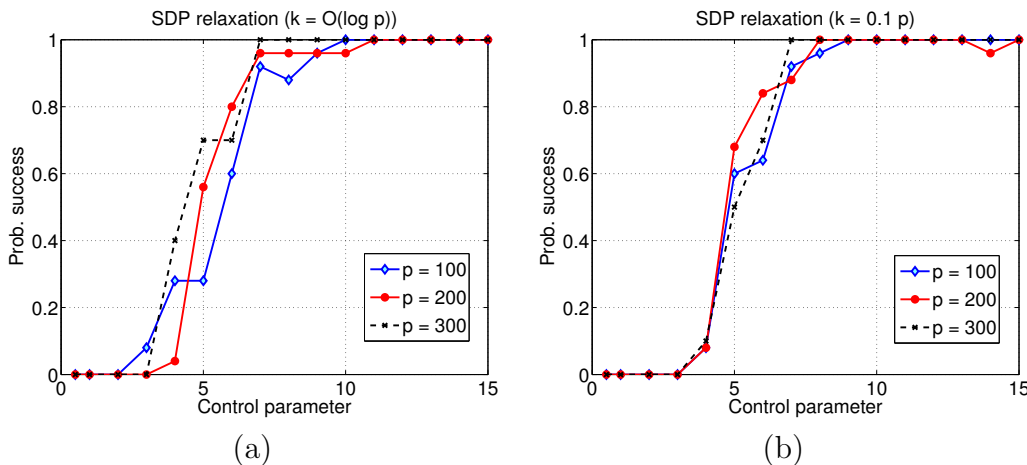 SDP relaxation (k = O(log p))
1
0.8
0.6
0.4
0.2
0
0
5
10
15
Prob. success
Control parameter
p = 100
p = 200
p = 300
(a)
SDP relaxation (k = 0.1 p)
1
0.8
0.6
0.4
0.2
0
0
5
10
15
Prob. success
Control parameter
p = 100
p = 200
p = 300
(b)